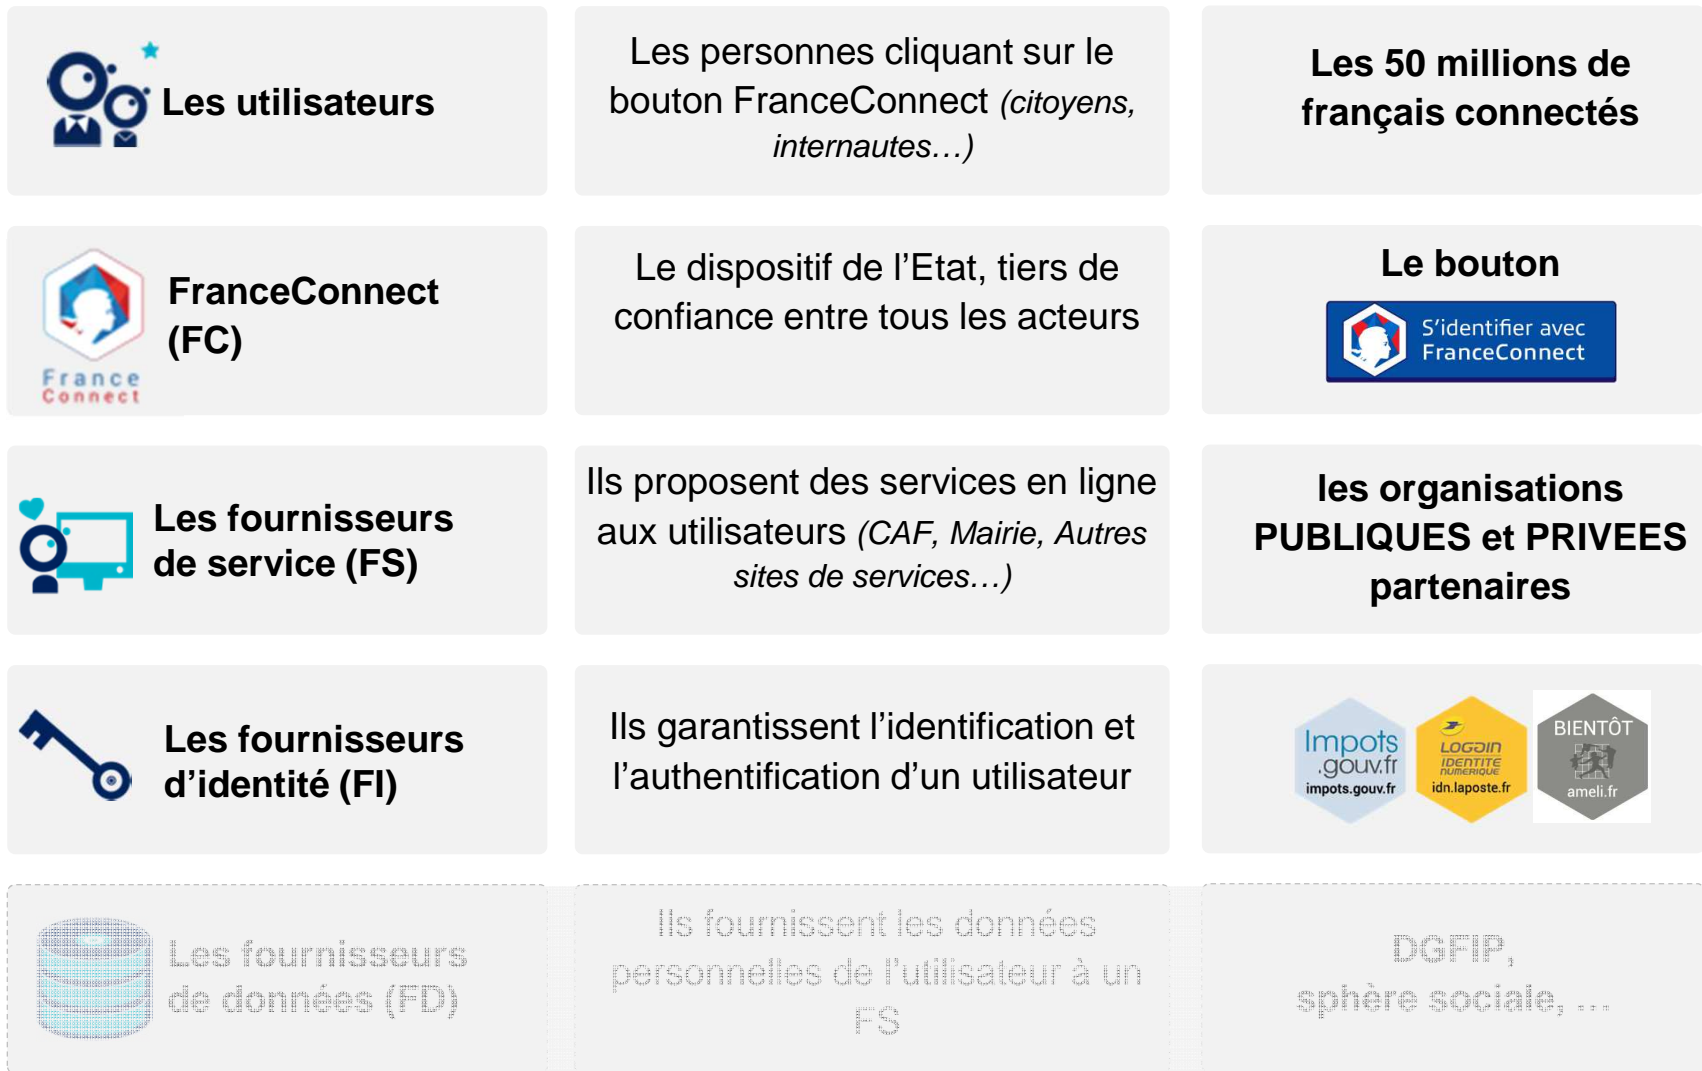 Les utilisateurs
Les personnes cliquant sur le
bouton FranceConnect (citoyens,
internautes…)
Les 50 millions de
français connectés
France
Connect
FranceConnect
(FC)
Le dispositif de l’Etat, tiers de
confiance entre tous les acteurs
Le bouton
S’identifier avec
FranceConnect
Les fournisseurs
de service (FS)
Ils proposent des services en ligne
aux utilisateurs (CAF, Mairie, Autres
sites de services…)
les organisations
PUBLIQUES et PRIVEES
partenaires
Les fournisseurs
d’identité (FI)
Ils garantissent l’identification et
l’authentification d’un utilisateur
Impots
.gouv.fr
impots.gouv.fr
LOGGIN
IDENTITE
NUMERIQUE
idn.laposte.fr
BIENTÔT
ameli.fr
Les fournisseurs
de données (FD)
Ils fournissent les données
personnelles de l’utilisateur à un
FS
DGFIP,
sphère sociale, …